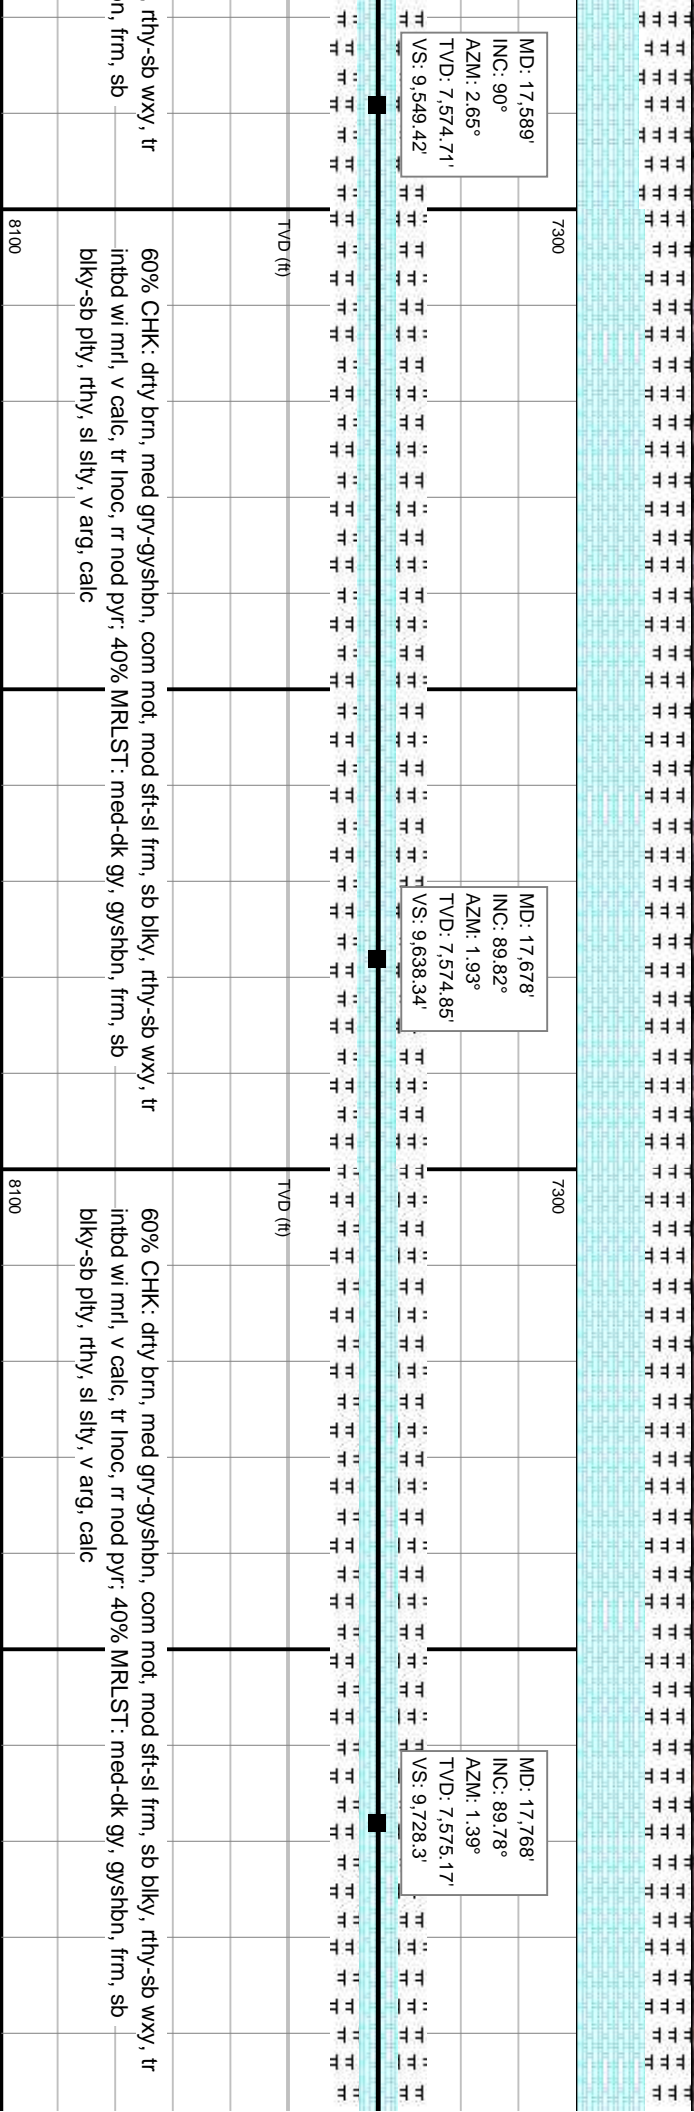 , rthy-sb wxy, tr
n, frm, sb
MD: 17,589'
INC: 90°
AZM: 2.65°
TVD: 7,574.71'
VS: 9,549.42'
7300
TVD (ft)
8100
60% CHK: drty brn, med gry-gyshbn, com mot, mod sft-sl frm, sb blky, rthy-sb wxy, tr
intbd wi mrl, v calc, tr Inoc, rr nod pyr; 40% MRLST: med-dk gy, gyshbn, frm, sb
blky-sb plty, rthy, sl slty, v arg, calc
MD: 17,678'
INC: 89.82°
AZM: 1.93°
TVD: 7,574.85'
VS: 9,638.34'
7300
TVD (ft)
8100
60% CHK: drty brn, med gry-gyshbn, com mot, mod sft-sl frm, sb blky, rthy-sb wxy, tr
intbd wi mrl, v calc, tr Inoc, rr nod pyr; 40% MRLST: med-dk gy, gyshbn, frm, sb
blky-sb plty, rthy, sl slty, v arg, calc
MD: 17,768'
INC: 89.78°
AZM: 1.39°
TVD: 7,575.17'
VS: 9,728.3'